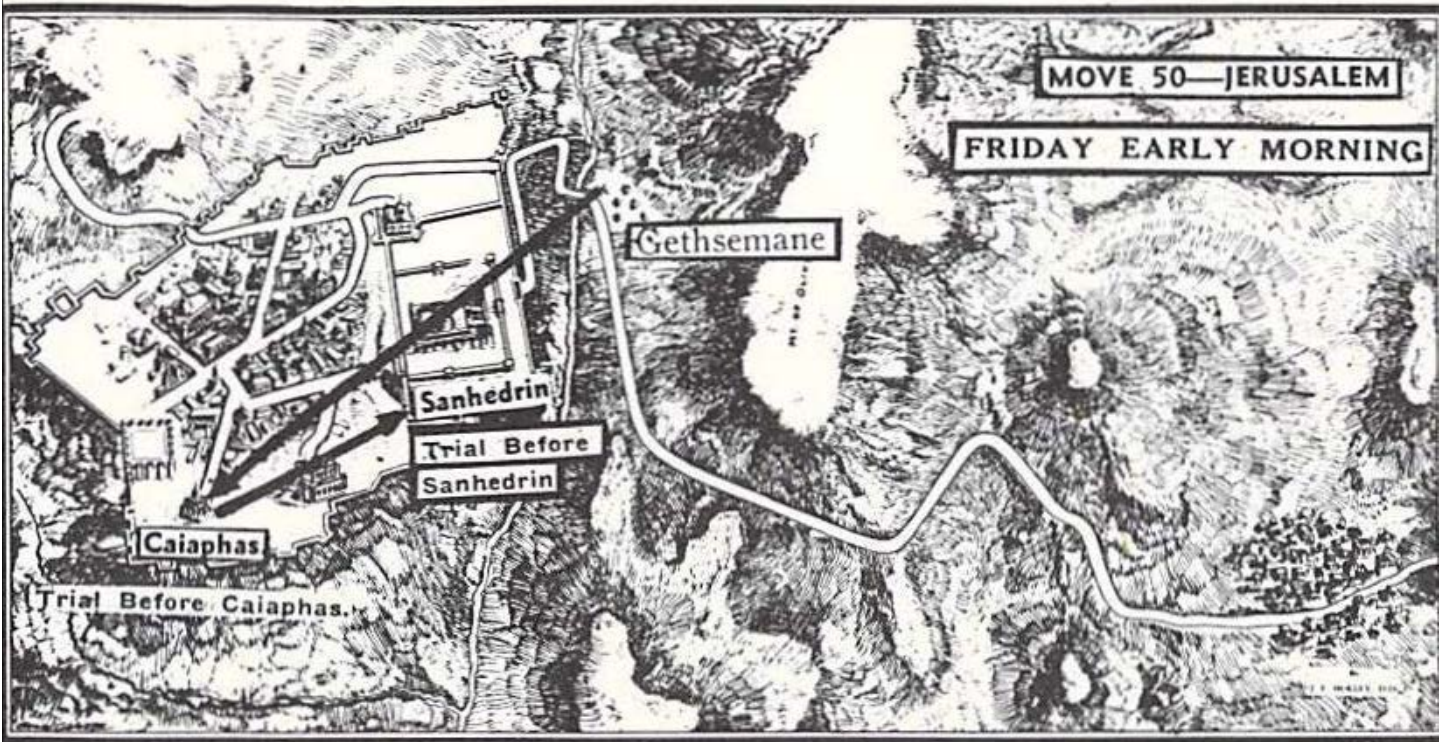 MOVE 50—JERUSALEM
FRIDAY EARLY MORNING
Gethsemane
Sanhedrin
Trial Before
Sanhedrin
Caiaphas
Trial Before Caiaphas.